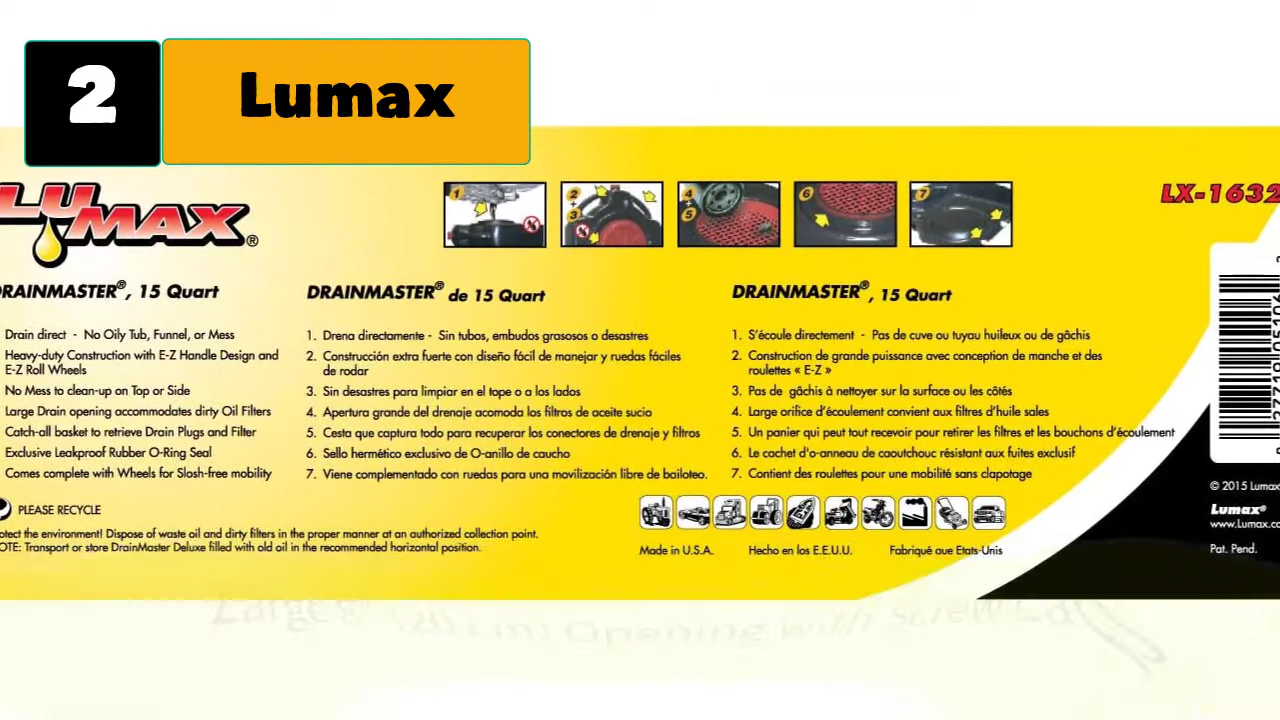 2 Lumax
LUMAX®
LX-1632
1
2
+
3
4
+
5
6
7
DRAINMASTER®, 15 Quart
Drain direct - No Oily Tub, Funnel, or Mess
Heavy-duty Construction with E-Z Handle Design and
E-Z Roll Wheels
No Mess to clean-up on Top or Side
Large Drain opening accommodates dirty Oil Filters
Catch-all basket to retrieve Drain Plugs and Filter
Exclusive Leakproof Rubber O-Ring Seal
Comes complete with Wheels for Slosh-free mobility
DRAINMASTER® de 15 Quart
1. Drena directamente - Sin tubos, embudos grasosos o desastres
2. Construcción extra fuerte con diseño fácil de manejar y ruedas fáciles
de rodar
3. Sin desastres para limpiar en el tope o a los lados
4. Apertura grande del drenaje acomoda los filtros de aceite sucio
5. Cesta que captura todo para recuperar los conectores de drenaje y filtros
6. Sello hermético exclusivo de O-anillo de caucho
7. Viene complementado con ruedas para una movilización libre de bailoteo.
DRAINMASTER®, 15 Quart
1. S'écoule directement - Pas de cuve ou tuyau huileux ou de gâchis
2. Construction de grande puissance avec conception de manche et des
roulettes « E-Z »
3. Pas de gâchis à nettoyer sur la surface ou les côtés
4. Large orifice d'écoulement convient aux filtres d'huile sales
5. Un panier qui peut tout recevoir pour retirer les filtres et les bouchons d'écoulement
6. Le cachet d'o-anneau de caoutchouc résistant aux fuites exclusif
7. Contient des roulettes pour une mobilité sans clapotage
PLEASE RECYCLE
otect the environment! Dispose of waste oil and dirty filters in the proper manner at an authorized collection point.
OTE: Transport or store DrainMaster Deluxe filled with old oil in the recommended horizontal position.
Made in U.S.A. Hecho en los E.E.U.U. Fabriqué aue Etats-Unis
© 2015 Lumax
Lumax®
www.Lumax.co
Pat. Pend.
Large 8" (20 cm) Opening with Screen